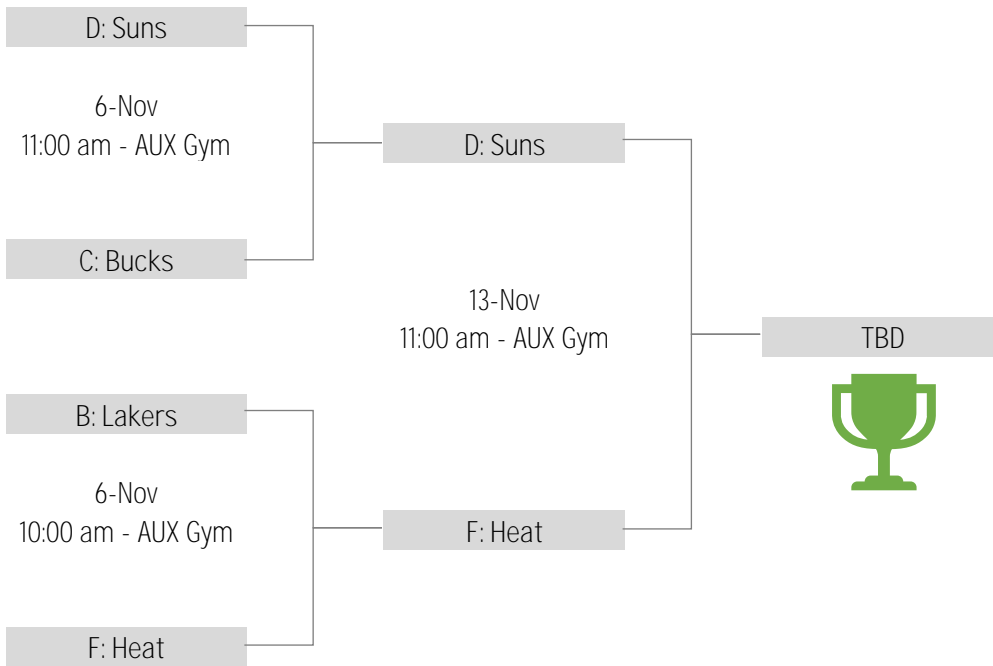 D: Suns
6-Nov
11:00 am - AUX Gym
C: Bucks
D: Suns
13-Nov
11:00 am - AUX Gym
TBD
B: Lakers
6-Nov
10:00 am - AUX Gym
F: Heat
F: Heat